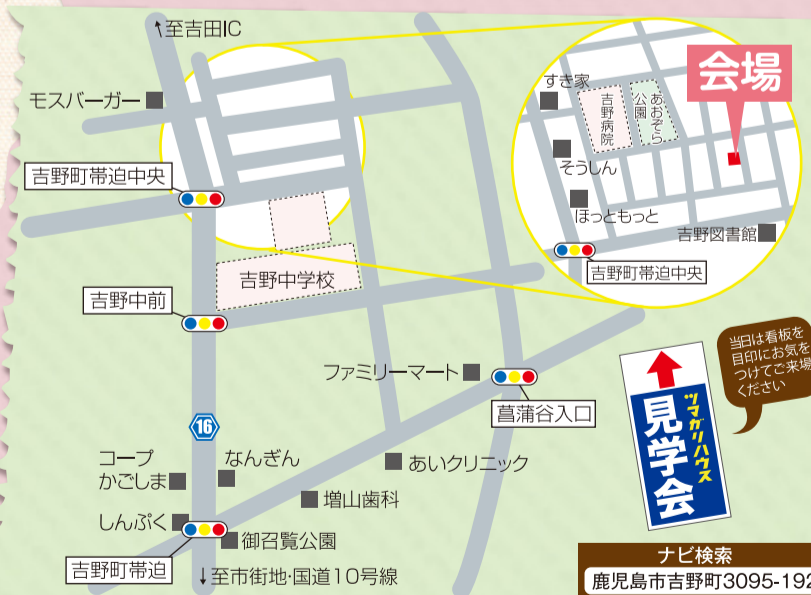 ↑至吉田IC
モスバーガー
吉野町帯迫中央
吉野中学校
吉野中前
ファミリーマート
菖蒲谷入口
16
コープ
かごしま
なんぎん
あいクリニック
増山歯科
しんぷく
御召覧公園
吉野町帯迫
↓至市街地・国道10号線
会場
すき家
吉野病院
あおぞら
公園
そうしん
ほっともっと
吉野図書館
吉野町帯迫中央
当日は看板を
目印にお気を
つけてご来場
ください
ツマガリハウス
見学会
ナビ検索
鹿児島市吉野町3095-192